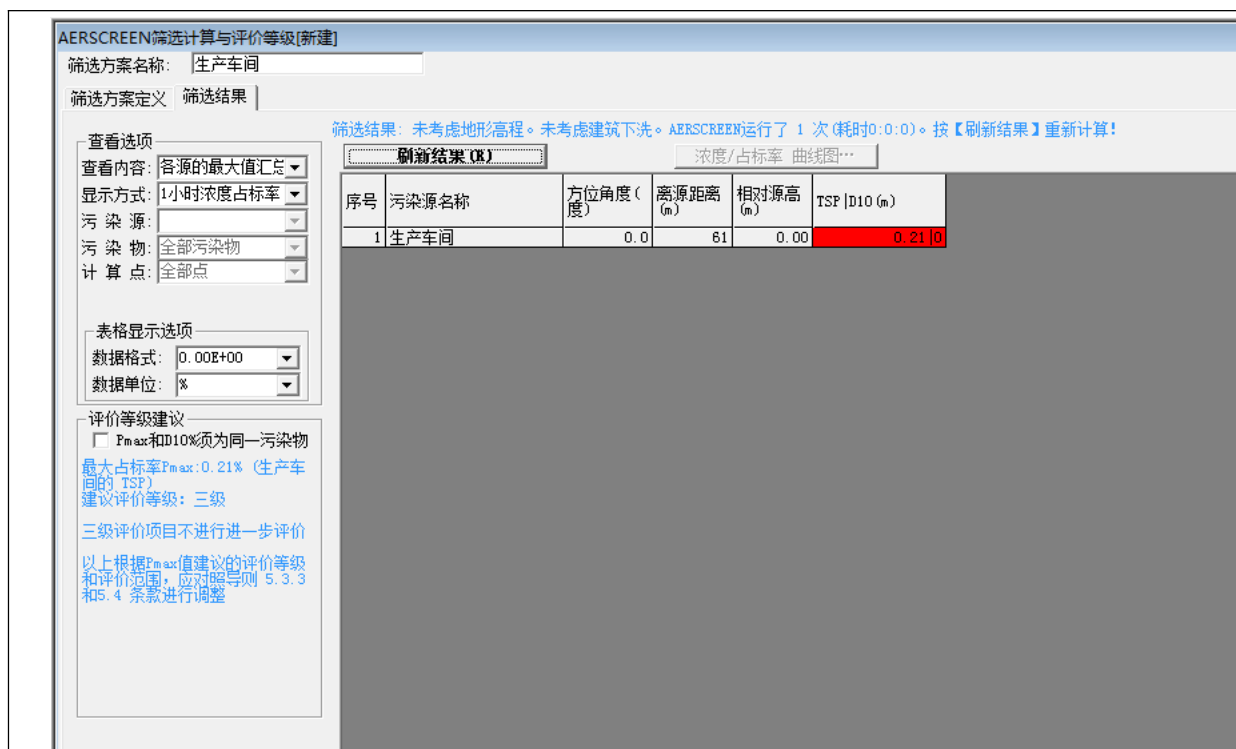 AERSCREEN筛选计算与评价等级[新建]
筛选方案名称: 生产车间
筛选方案定义 筛选结果
筛选结果: 未考虑地形高程。未考虑建筑下洗。AERSCREEN运行了 1 次(耗时0:0:0)。按【刷新结果】重新计算!
查看选项
查看内容: 各源的最大值汇总
显示方式: 1小时浓度占标率
污 染 源:
污 染 物: 全部污染物
计 算 点: 全部点
表格显示选项
数据格式: 0.00E+00
数据单位: %
评价等级建议
Pmax和D10%须为同一污染物
最大占标率Pmax:0.21% (生产车
间的 TSP)
建议评价等级: 三级
三级评价项目不进行进一步评价
以上根据Pmax值建议的评价等级
和评价范围,应对照导则 5.3.3
和5.4 条款进行调整
刷新结果(R) 浓度/占标率 曲线图…
序号 污染源名称 方位角度(度) 离源距离(m) 相对源高(m) TSP|D10(m)
1 生产车间 0.0 61 0.00 0.21|0